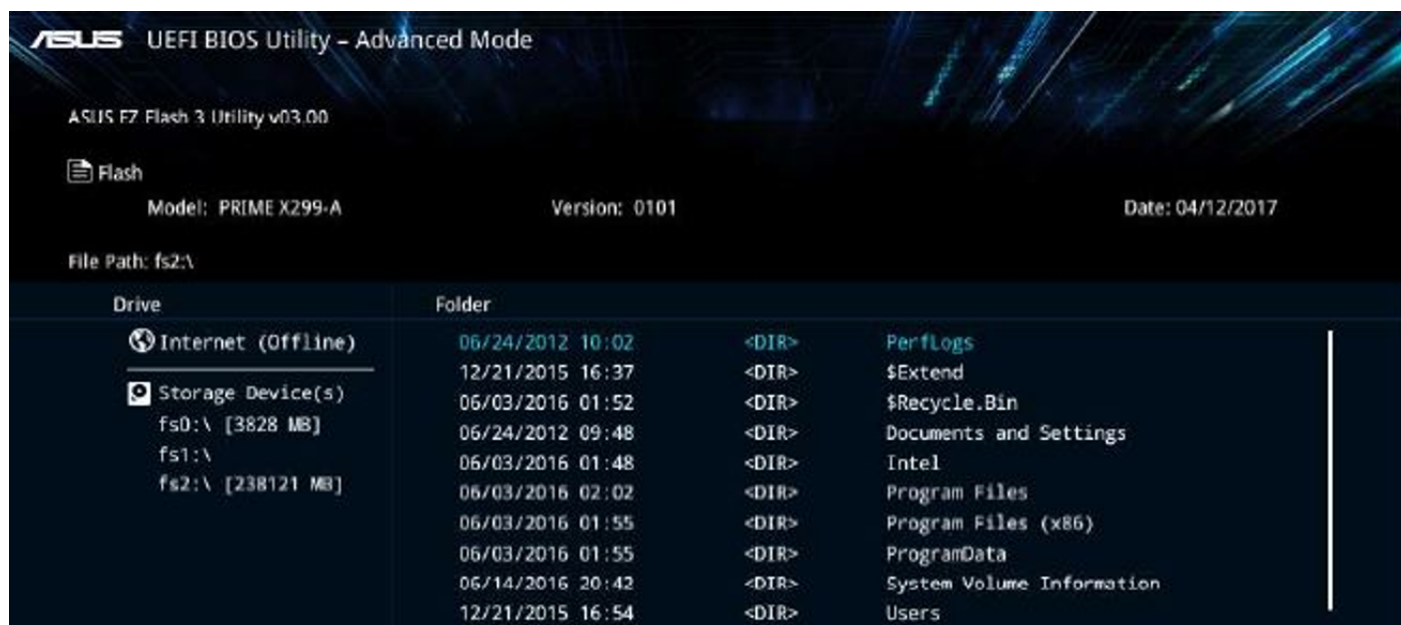 ASUS UEFI BIOS Utility – Advanced Mode
ASUS EZ Flash 3 Utility v03.00
Flash
Model: PRIME X299-A Version: 0101 Date: 04/12/2017
File Path: fs2:\
Drive Folder
Internet (Offline) 06/24/2012 10:02 <DIR> PerfLogs
12/21/2015 16:37 <DIR> $Extend
Storage Device(s) 06/03/2016 01:52 <DIR> $Recycle.Bin
fs0:\ [3828 MB] 06/24/2012 09:48 <DIR> Documents and Settings
fs1:\ 06/03/2016 01:48 <DIR> Intel
fs2:\ [238121 MB] 06/03/2016 02:02 <DIR> Program Files
06/03/2016 01:55 <DIR> Program Files (x86)
06/03/2016 01:55 <DIR> ProgramData
06/14/2016 20:42 <DIR> System Volume Information
12/21/2015 16:54 <DIR> Users